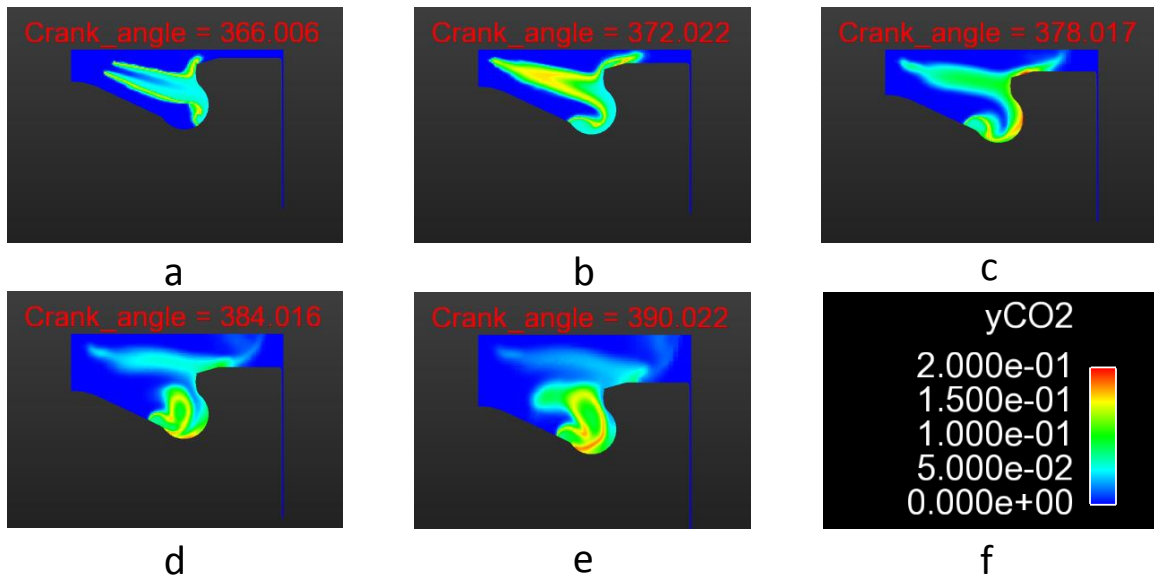 Crank_angle = 366.006
Crank_angle = 372.022
Crank_angle = 378.017
a
b
c
Crank_angle = 384.016
Crank_angle = 390.022
yCO2
2.000e-01
1.500e-01
1.000e-01
5.000e-02
0.000e+00
d
e
f